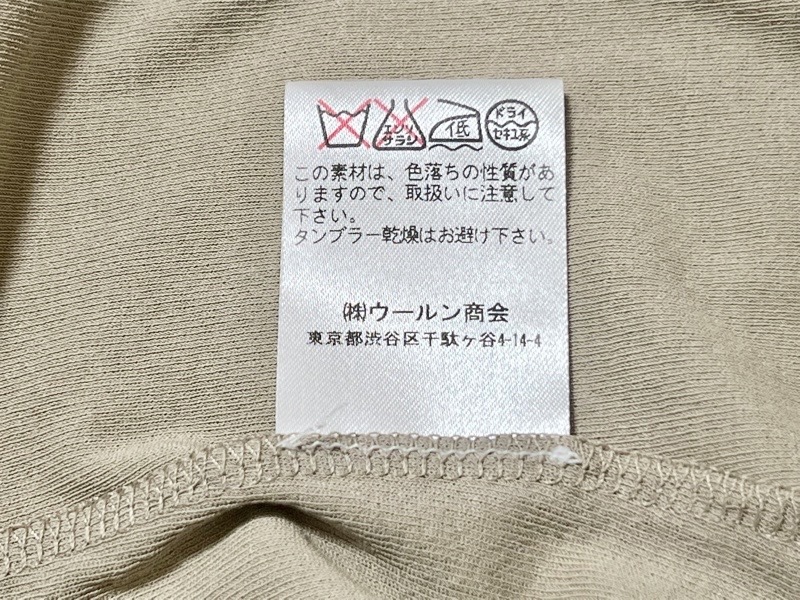 エンソ サラシ 低 ドライ セキユ系
この素材は、色落ちの性質があ
りますので、取扱いに注意して
下さい。
タンブラー乾燥はお避け下さい。
㈱ウールン商会
東京都渋谷区千駄ヶ谷4-14-4